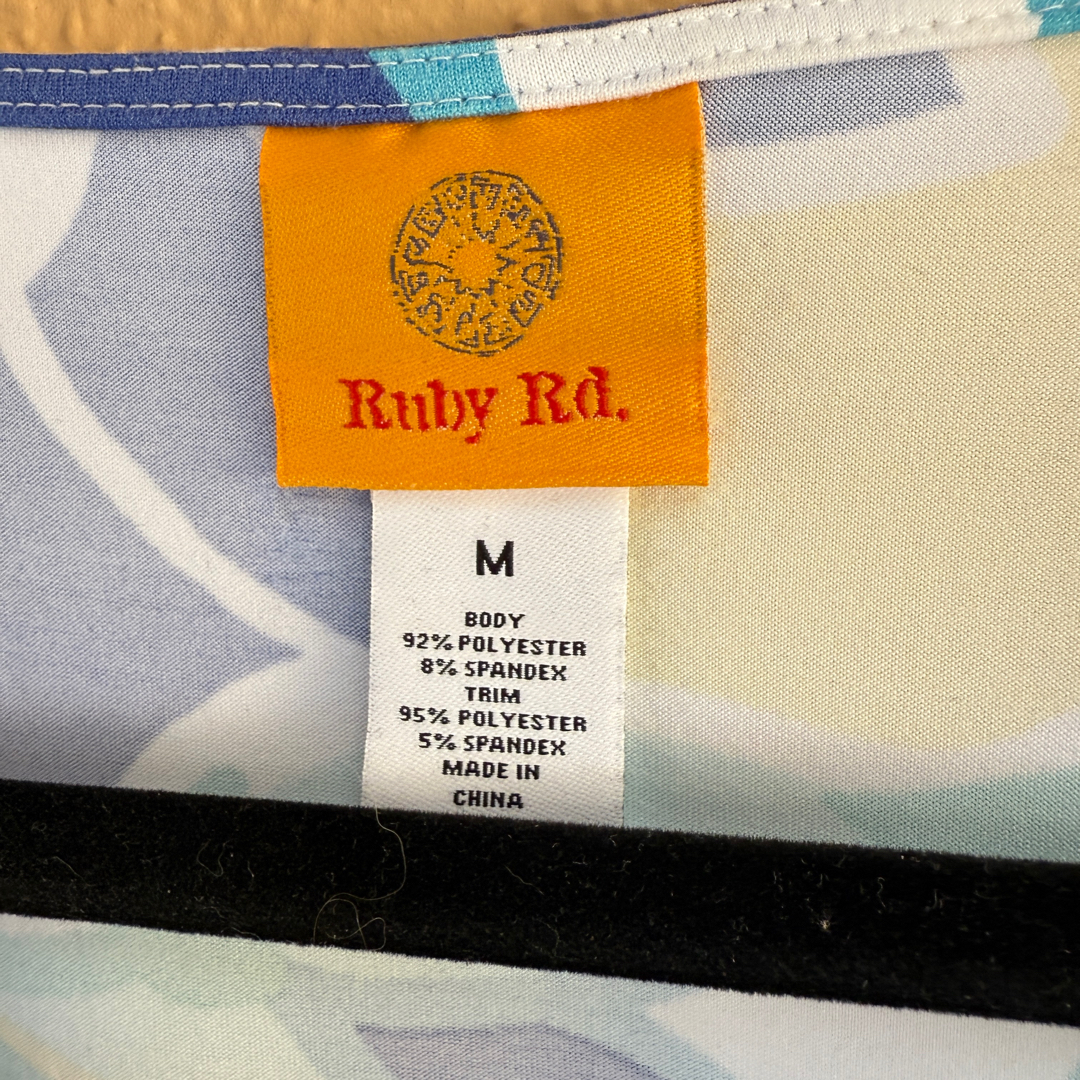 Ruby Rd.
M
BODY
92% POLYESTER
8% SPANDEX
TRIM
95% POLYESTER
5% SPANDEX
MADE IN
CHINA